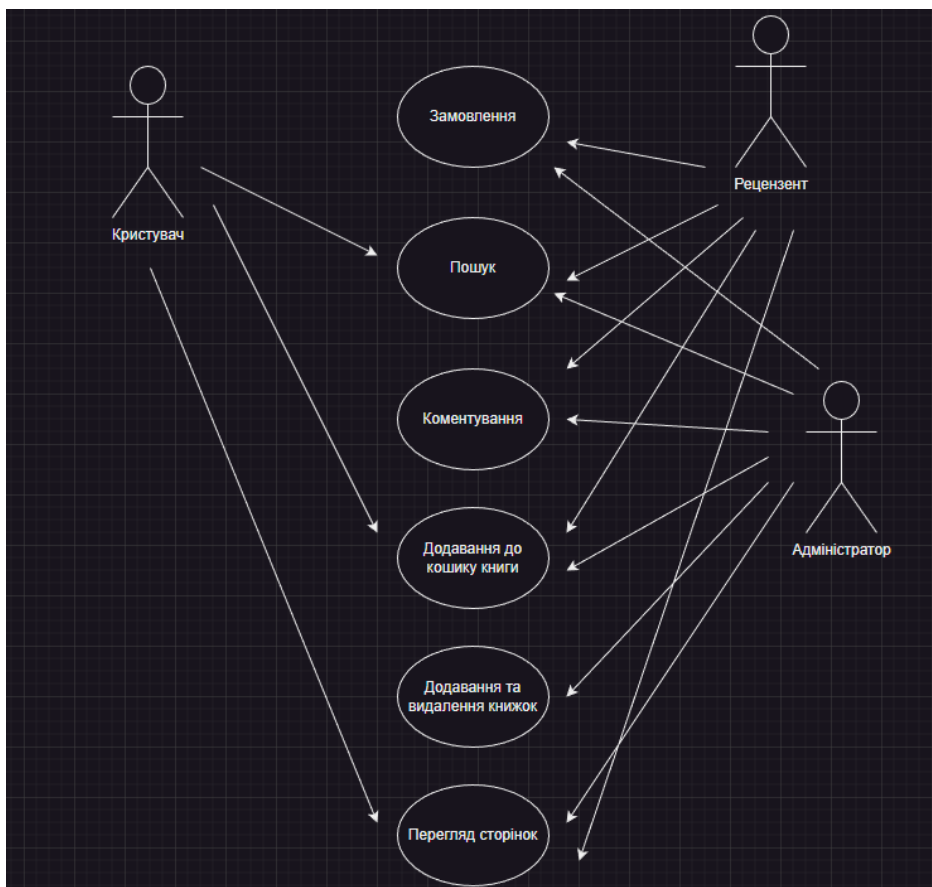 Замовлення
Рецензент
Кристувач
Пошук
Коментування
Адміністратор
Додавання до
кошику книги
Додавання та
видалення книжок
Перегляд сторінок